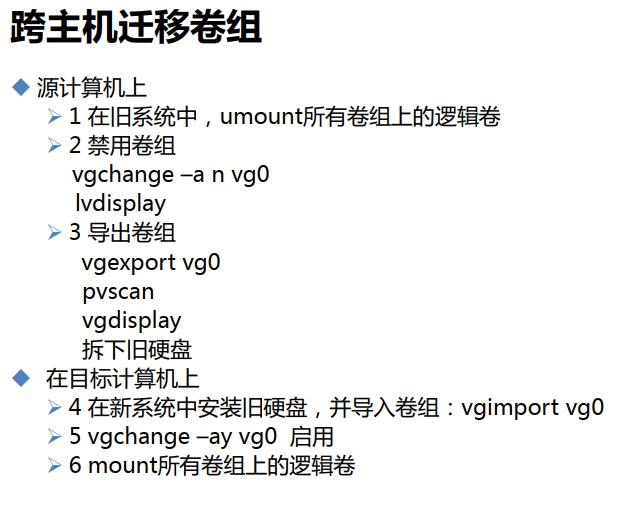 跨主机迁移卷组
源计算机上
1 在旧系统中，umount所有卷组上的逻辑卷
2 禁用卷组
vgchange –a n vg0
lvdisplay
3 导出卷组
vgexport vg0
pvscan
vgdisplay
拆下旧硬盘
在目标计算机上
4 在新系统中安装旧硬盘，并导入卷组：vgimport vg0
5 vgchange –ay vg0 启用
6 mount所有卷组上的逻辑卷